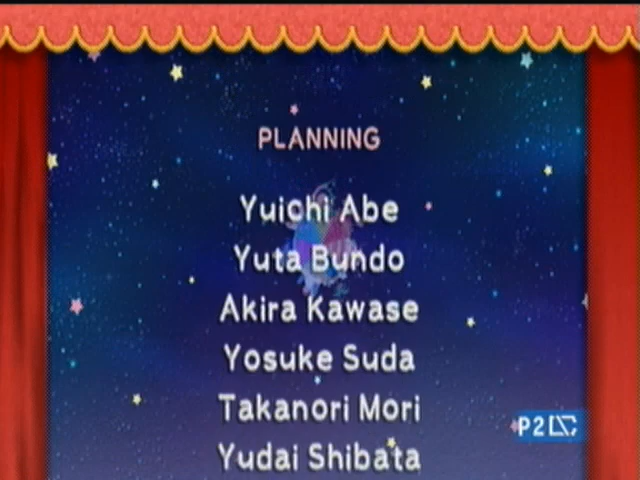 PLANNING
Yuichi Abe
Yuta Bundo
Akira Kawase
Yosuke Suda
Takanori Mori
Yudai Shibata
P2